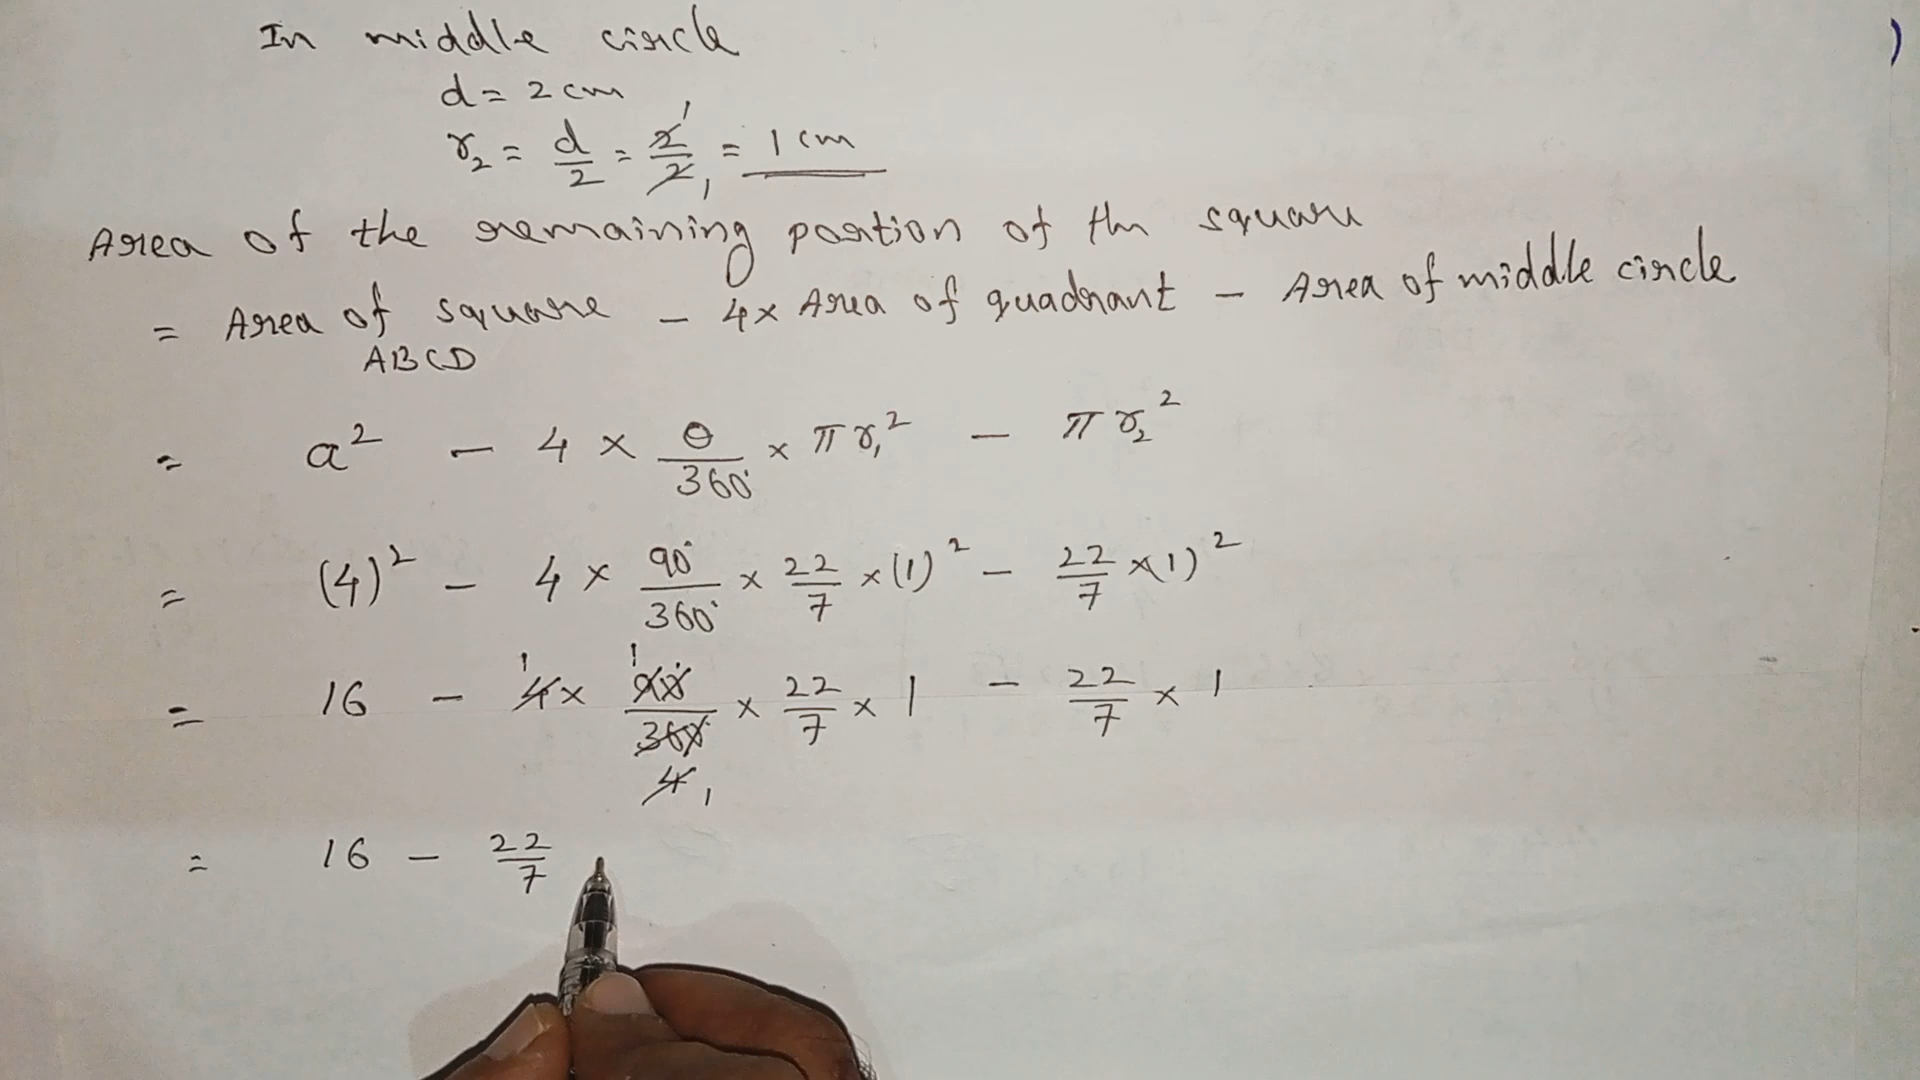 In middle circle
d = 2 cm
r₂ = d/2 = 2/2 = 1 cm
Area of the remaining portion of the square
= Area of square - 4 x Area of quadrant - Area of middle circle
ABCD
= a² - 4 × θ/360° × πr₁² - πr₂²
= (4)² - 4 × 90°/360° × 22/7 × (1)² - 22/7 × (1)²
= 16 - 4 × 90°/360° × 22/7 × 1 - 22/7 × 1
= 16 - 22/7